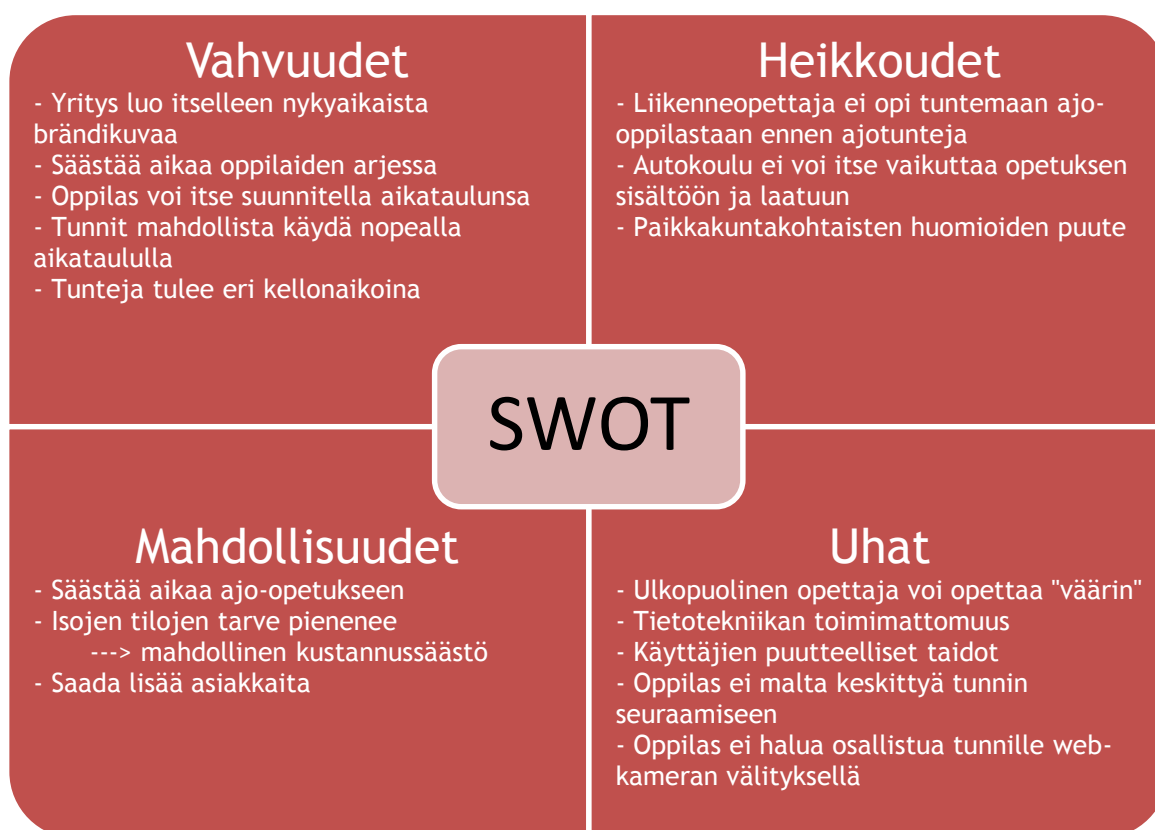 Vahvuudet
- Yritys luo itselleen nykyaikaista
brändikuvaa
- Säästää aikaa oppilaiden arjessa
- Oppilas voi itse suunnitella aikataulunsa
- Tunnit mahdollista käydä nopealla
aikataululla
- Tunteja tulee eri kellonaikoina
Heikkoudet
- Liikenneopettaja ei opi tuntemaan ajo-
oppilastaan ennen ajotunteja
- Autokoulu ei voi itse vaikuttaa opetuksen
sisältöön ja laatuun
- Paikkakuntakohtaisten huomioiden puute
SWOT
Mahdollisuudet
- Säästää aikaa ajo-opetukseen
- Isojen tilojen tarve pienenee
---> mahdollinen kustannussäästö
- Saada lisää asiakkaita
Uhat
- Ulkopuolinen opettaja voi opettaa "väärin"
- Tietotekniikan toimimattomuus
- Käyttäjien puutteelliset taidot
- Oppilas ei malta keskittyä tunnin
seuraamiseen
- Oppilas ei halua osallistua tunnille web-
kameran välityksellä